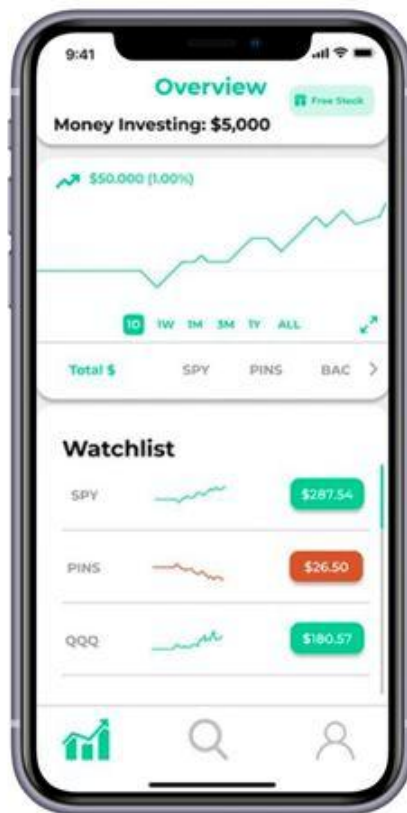 9:41
Overview
Free Stock
Money Investing: $5,000
$50.000 (1.00%)
1D 1W 1M 3M 1Y ALL
Total $ SPY PINS BAC
Watchlist
SPY $287.54
PINS $26.50
QQQ $180.57